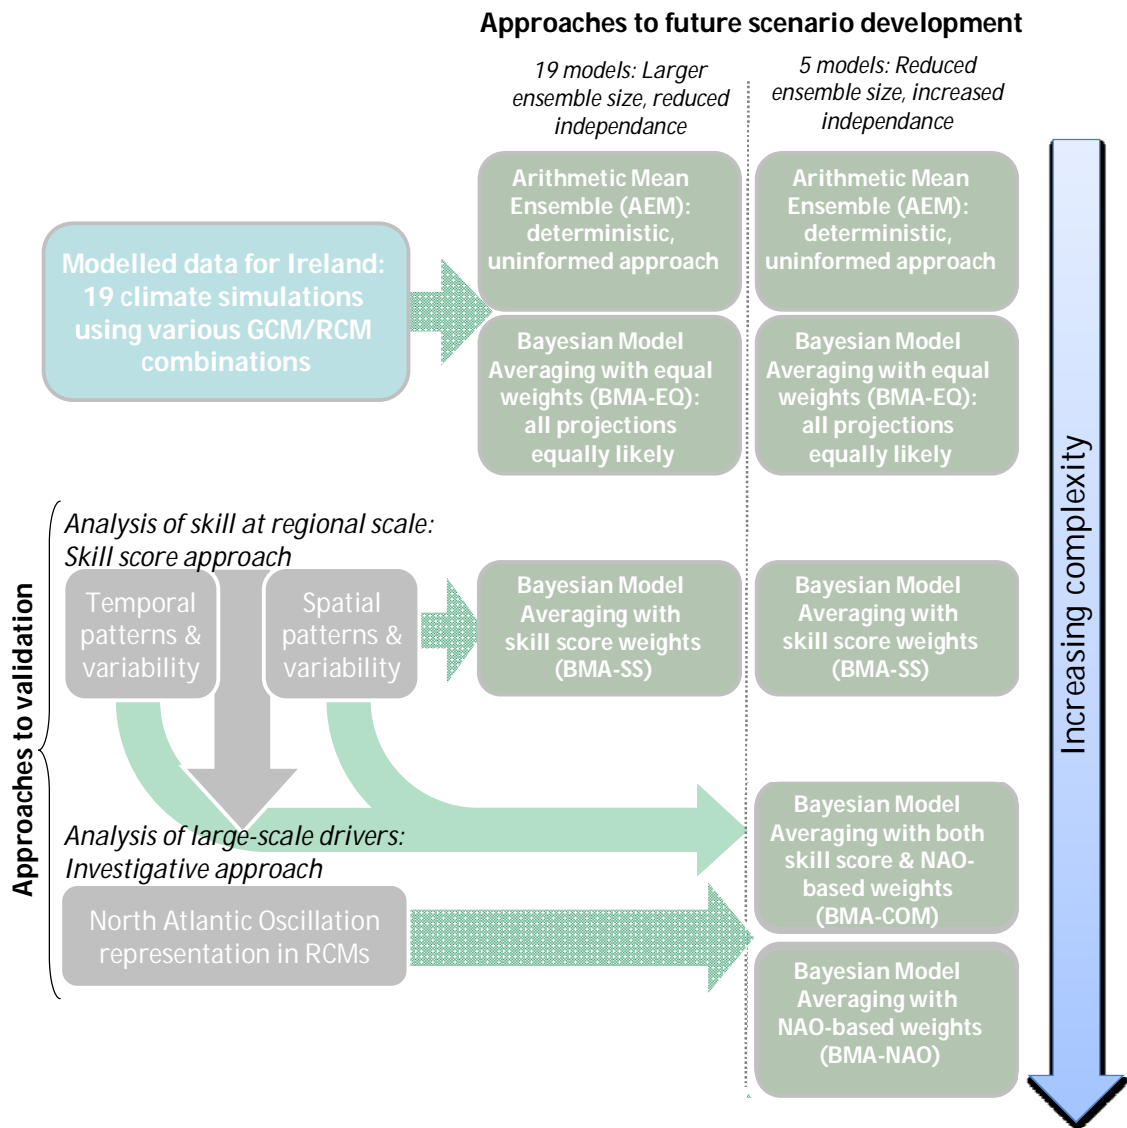 Approaches to future scenario development
19 models: Larger
ensemble size, reduced
independance
5 models: Reduced
ensemble size, increased
independance
Modelled data for Ireland:
19 climate simulations
using various GCM/RCM
combinations
Arithmetic Mean
Ensemble (AEM):
deterministic,
uninformed approach
Arithmetic Mean
Ensemble (AEM):
deterministic,
uninformed approach
Bayesian Model
Averaging with equal
weights (BMA-EQ):
all projections
equally likely
Bayesian Model
Averaging with equal
weights (BMA-EQ):
all projections
equally likely
Increasing complexity
Approaches to validation
Analysis of skill at regional scale:
Skill score approach
Temporal
patterns &
variability
Spatial
patterns &
variability
Bayesian Model
Averaging with
skill score weights
(BMA-SS)
Bayesian Model
Averaging with
skill score weights
(BMA-SS)
Analysis of large-scale drivers:
Investigative approach
North Atlantic Oscillation
representation in RCMs
Bayesian Model
Averaging with both
skill score & NAO-
based weights
(BMA-COM)
Bayesian Model
Averaging with
NAO-based weights
(BMA-NAO)